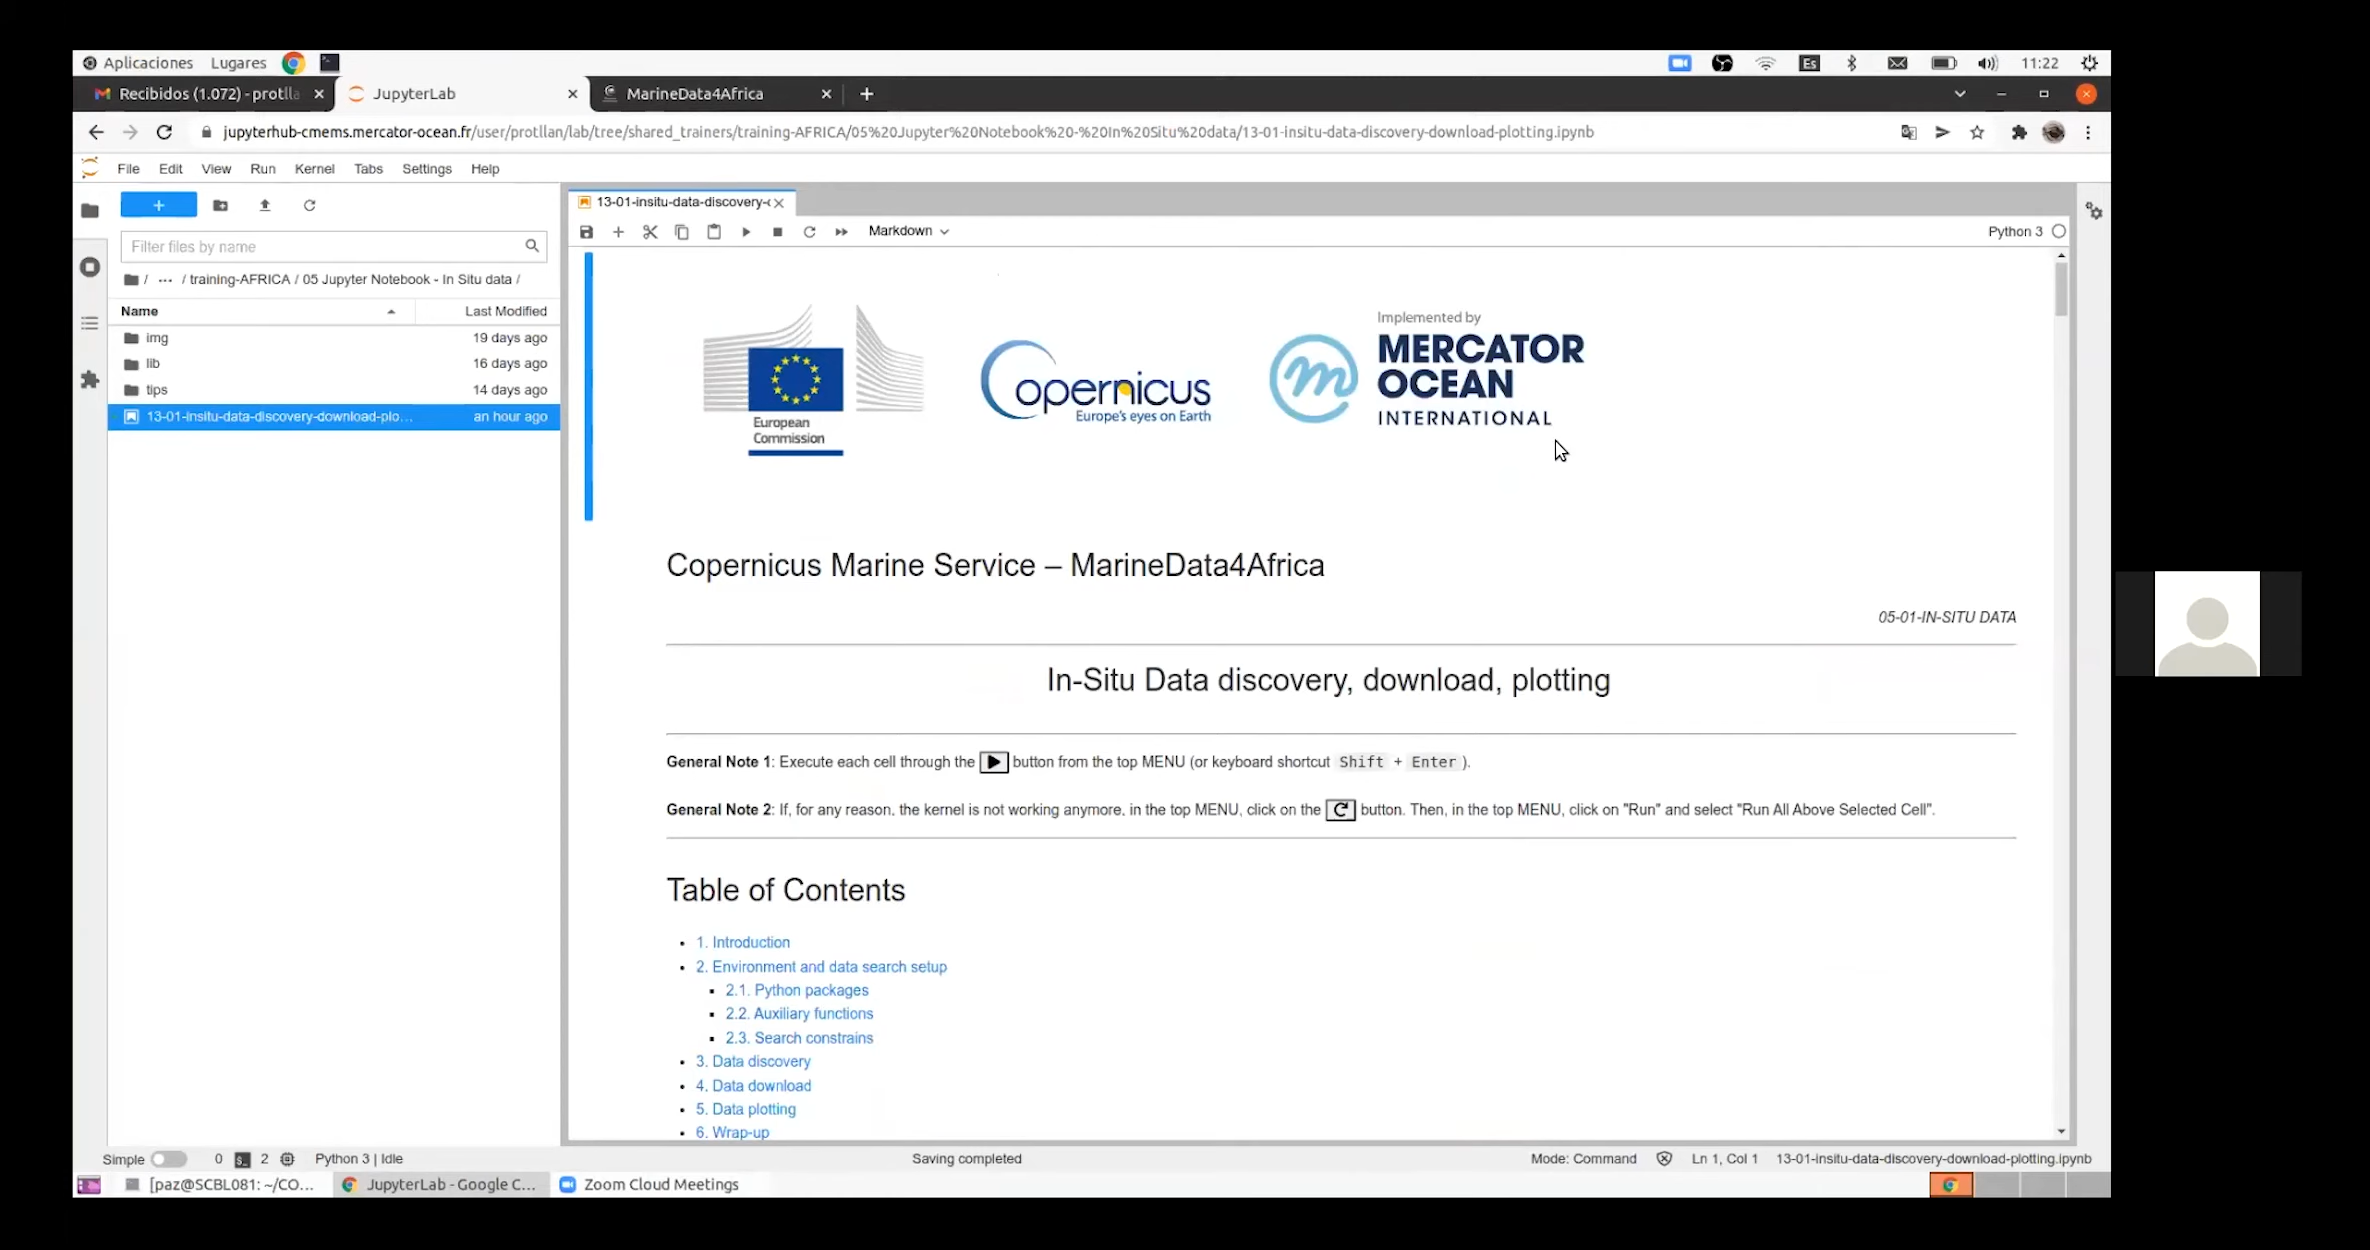 Aplicaciones Lugares Es 11:22
Recibidos (1.072) - protlla JupyterLab MarineData4Africa
jupyterhub-cmems.mercator-ocean.fr/user/protllan/lab/tree/shared_trainers/training-AFRICA/05%20Jupyter%20Notebook%20-%20In%20Situ%20data/13-01-insitu-data-discovery-download-plotting.ipynb
File Edit View Run Kernel Tabs Settings Help
13-01-insitu-data-discovery-
Markdown Python 3
Filter files by name
/ ... / training-AFRICA / 05 Jupyter Notebook - In Situ data /
Name Last Modified
img 19 days ago
lib 16 days ago
tips 14 days ago
13-01-insitu-data-discovery-download-plo... an hour ago
European
Commission
Copernicus
Europe's eyes on Earth
Implemented by
MERCATOR
OCEAN
INTERNATIONAL
Copernicus Marine Service – MarineData4Africa
05-01-IN-SITU DATA
In-Situ Data discovery, download, plotting
General Note 1: Execute each cell through the button from the top MENU (or keyboard shortcut Shift + Enter ).
General Note 2: If, for any reason, the kernel is not working anymore, in the top MENU, click on the button. Then, in the top MENU, click on "Run" and select "Run All Above Selected Cell".
Table of Contents
1. Introduction
2. Environment and data search setup
2.1. Python packages
2.2. Auxiliary functions
2.3. Search constrains
3. Data discovery
4. Data download
5. Data plotting
6. Wrap-up
Simple 0 2 Python 3 | Idle Saving completed Mode: Command Ln 1, Col 1 13-01-insitu-data-discovery-download-plotting.ipynb
[paz@SCBL081: ~/CO... JupyterLab - Google C... Zoom Cloud Meetings